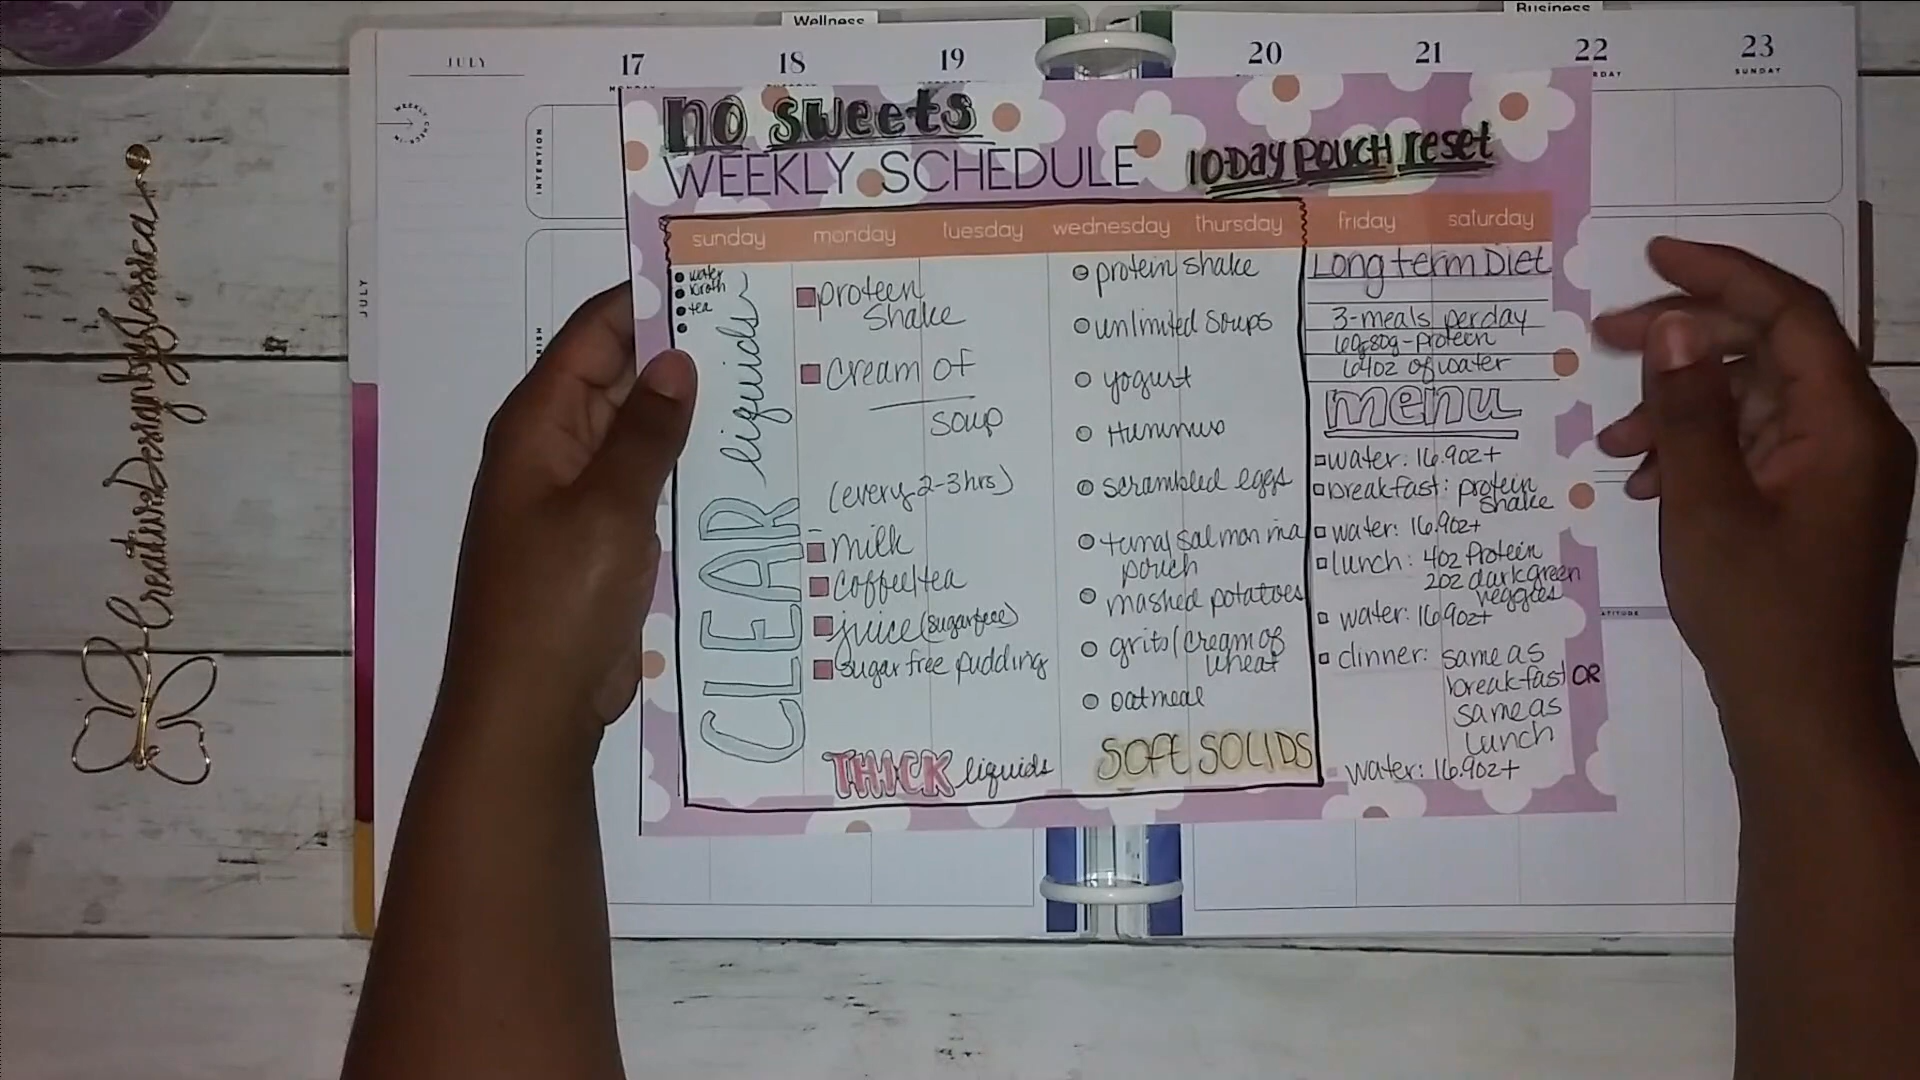 Wellness
Business
JULY
17
18
19
20
21
22
23
SUNDAY
INTENTION
JULY
CreativeDesignbyJessica
no sweets
WEEKLY SCHEDULE
10-Day POUCH reset
sunday
monday
tuesday
wednesday
thursday
friday
saturday
water
broth
tea
CLEAR liquids
proteen
shake
cream of
soup
(every 2-3hrs)
milk
coffee/tea
juice (sugarfree)
sugar free pudding
THICK liquids
protein shake
unlimited soups
yogurt
Hummus
scrambled eggs
tuna/salmon in a
pouch
mashed potatoes
grits/cream of
wheat
oatmeal
SOFT SOLIDS
Long term Diet
3-meals per day
60g-80g-protein
64oz of water
menu
water: 16.9oz+
breakfast: protein
shake
water: 16.9oz+
lunch: 4oz Protein
2oz dark green
veggies
water: 16.9oz+
dinner: same as
breakfast OR
same as
lunch
water: 16.9oz+